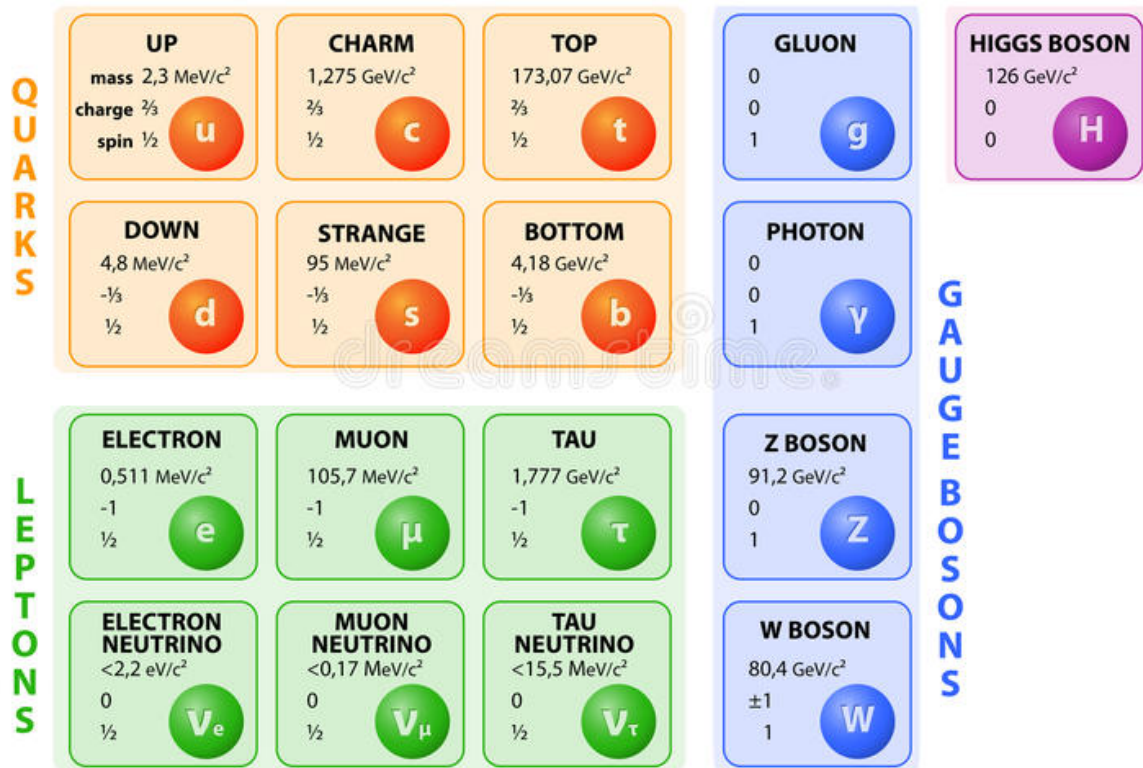 QUARKS
UP
mass 2,3 MeV/c²
charge ⅔
spin ½
u
CHARM
1,275 GeV/c²
⅔
½
c
TOP
173,07 GeV/c²
⅔
½
t
DOWN
4,8 MeV/c²
-⅓
½
d
STRANGE
95 MeV/c²
-⅓
½
s
BOTTOM
4,18 GeV/c²
-⅓
½
b
LEPTONS
ELECTRON
0,511 MeV/c²
-1
½
e
MUON
105,7 MeV/c²
-1
½
μ
TAU
1,777 GeV/c²
-1
½
τ
ELECTRON
NEUTRINO
<2,2 eV/c²
0
½
νe
MUON
NEUTRINO
<0,17 MeV/c²
0
½
νμ
TAU
NEUTRINO
<15,5 MeV/c²
0
½
ντ
GAUGE BOSONS
GLUON
0
0
1
g
PHOTON
0
0
1
γ
Z BOSON
91,2 GeV/c²
0
1
Z
W BOSON
80,4 GeV/c²
±1
1
W
HIGGS BOSON
126 GeV/c²
0
0
H
dreamstime.